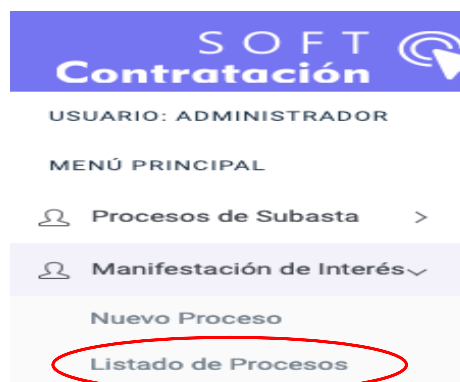 SOFT
Contratación
USUARIO: ADMINISTRADOR
MENÚ PRINCIPAL
Procesos de Subasta
Manifestación de Interés
Nuevo Proceso
Listado de Procesos